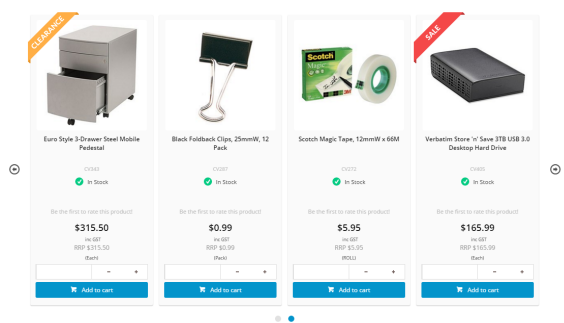 CLEARANCE
Euro Style 3-Drawer Steel Mobile
Pedestal
CV343
In Stock
Be the first to rate this product!
$315.50
inc GST
RRP $315.50
(Each)
- +
Add to cart
Black Foldback Clips, 25mmW, 12
Pack
CV287
In Stock
Be the first to rate this product!
$0.99
inc GST
RRP $0.99
(Pack)
- +
Add to cart
Scotch
Magic
3M
Scotch Magic Tape, 12mmW x 66M
CV272
In Stock
Be the first to rate this product!
$5.95
inc GST
RRP $5.95
(ROLL)
- +
Add to cart
SALE
Verbatim Store 'n' Save 3TB USB 3.0
Desktop Hard Drive
In Stock
Be the first to rate this product!
$165.99
inc GST
RRP $165.99
(Each)
- +
Add to cart